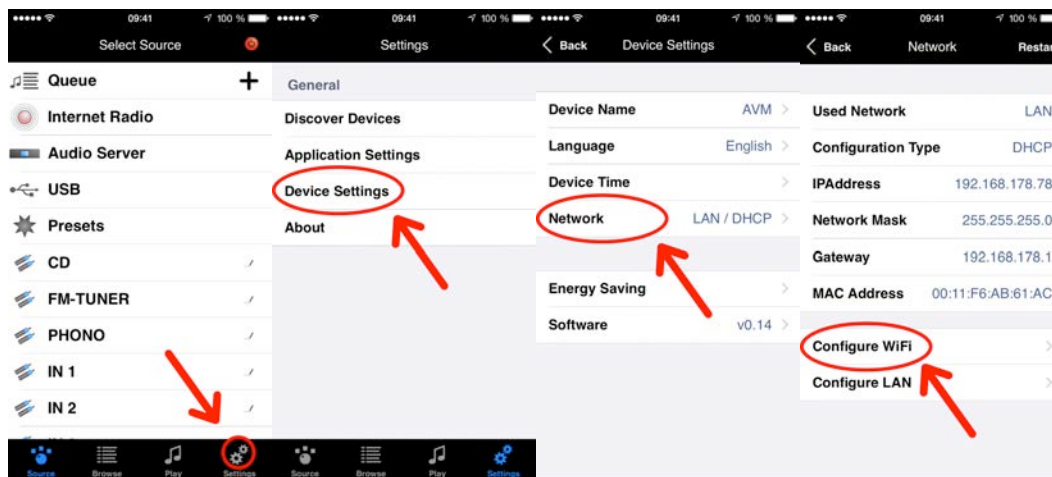 09:41 100 %
Select Source
Queue
Internet Radio
Audio Server
USB
Presets
CD
FM-TUNER
PHONO
IN 1
IN 2
Source Browse Play Settings
09:41 100 %
Settings
General
Discover Devices
Application Settings
Device Settings
About
Source Browse Play Settings
09:41 100 %
Back Device Settings
Device Name AVM
Language English
Device Time
Network LAN / DHCP
Energy Saving
Software v0.14
09:41 100 %
Back Network Restar
Used Network LAN
Configuration Type DHCP
IPAddress 192.168.178.78
Network Mask 255.255.255.0
Gateway 192.168.178.1
MAC Address 00:11:F6:AB:61:AC
Configure WiFi
Configure LAN